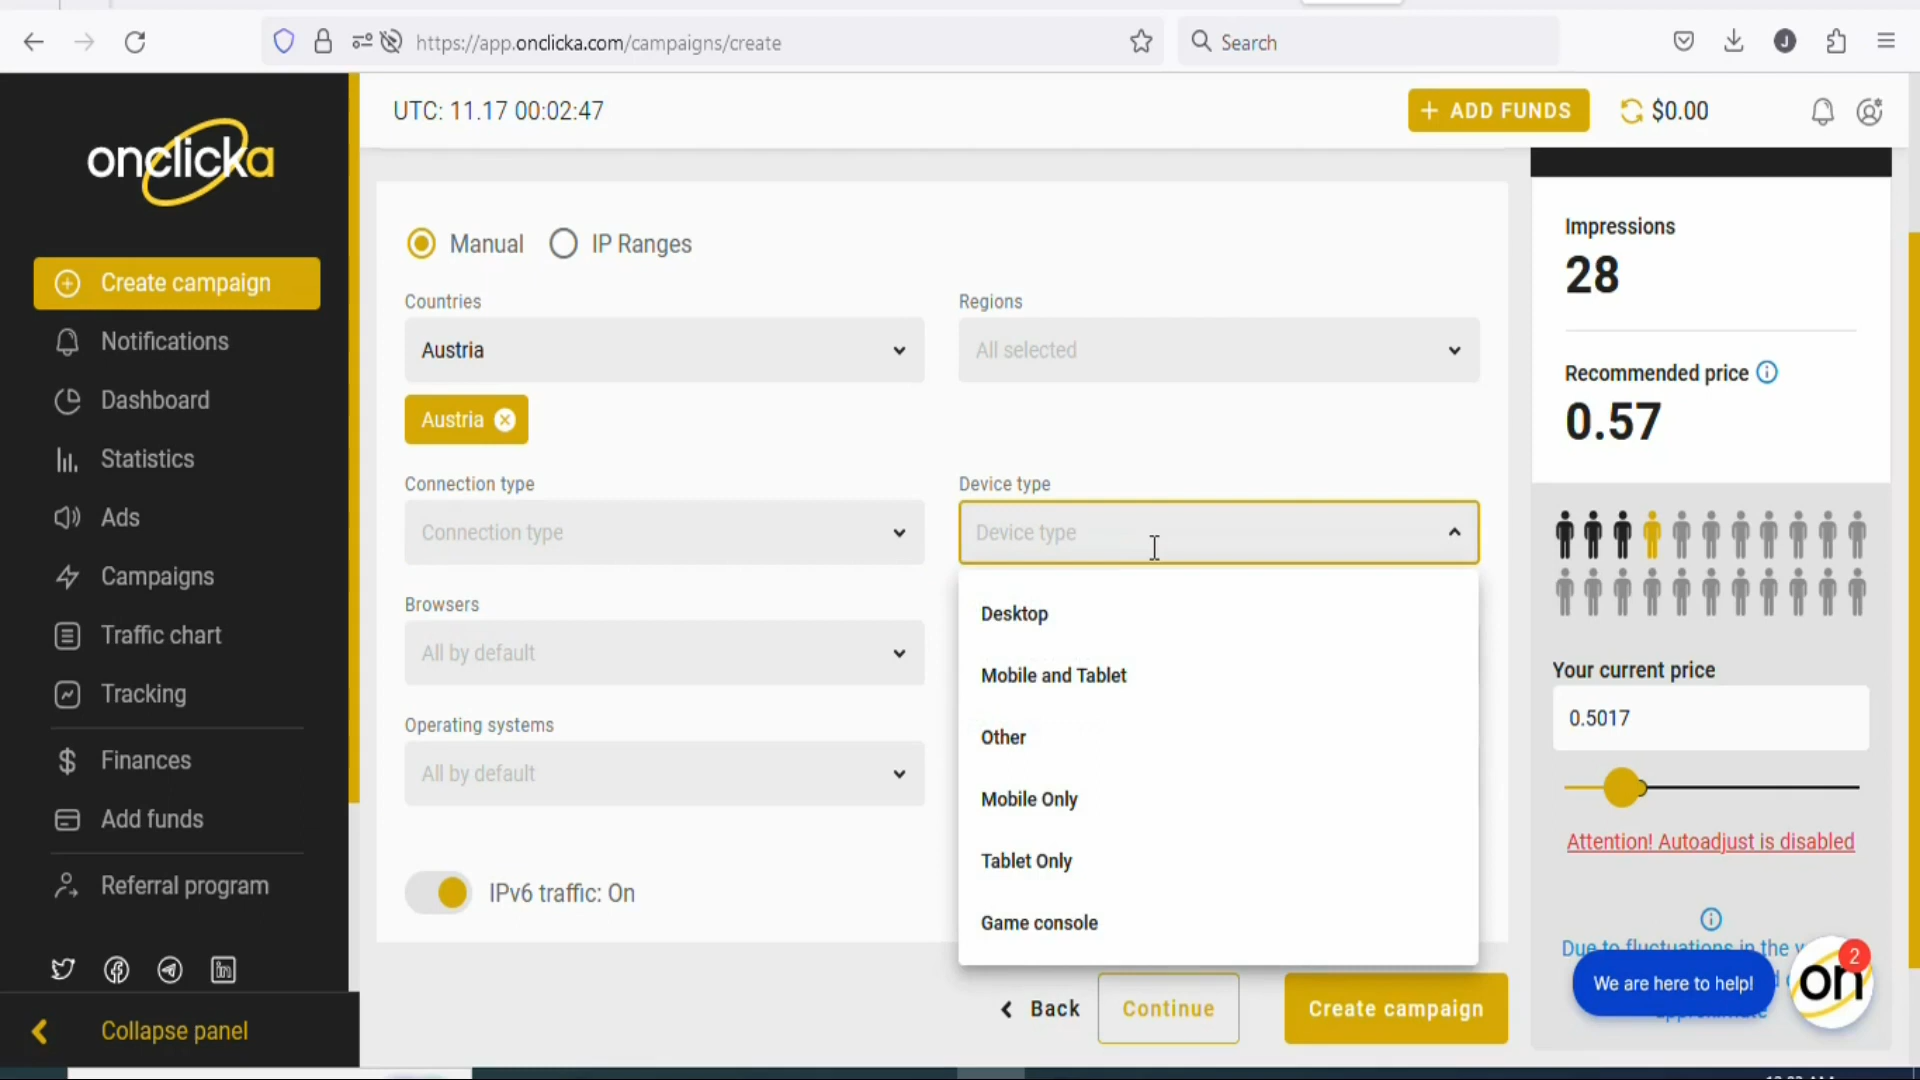 https://app.onclicka.com/campaigns/create
Search
J
onclicka
UTC: 11.17 00:02:47
+ ADD FUNDS
$0.00
Create campaign
Notifications
Dashboard
Statistics
Ads
Campaigns
Traffic chart
Tracking
Finances
Add funds
Referral program
Collapse panel
Manual
IP Ranges
Countries
Regions
Austria
All selected
Austria
Connection type
Device type
Connection type
Device type
Browsers
All by default
Operating systems
All by default
IPv6 traffic: On
Desktop
Mobile and Tablet
Other
Mobile Only
Tablet Only
Game console
Back
Continue
Create campaign
Impressions
28
Recommended price
0.57
Your current price
0.5017
Attention! Autoadjust is disabled
Due to fluctuations in the
We are here to help!
on
2